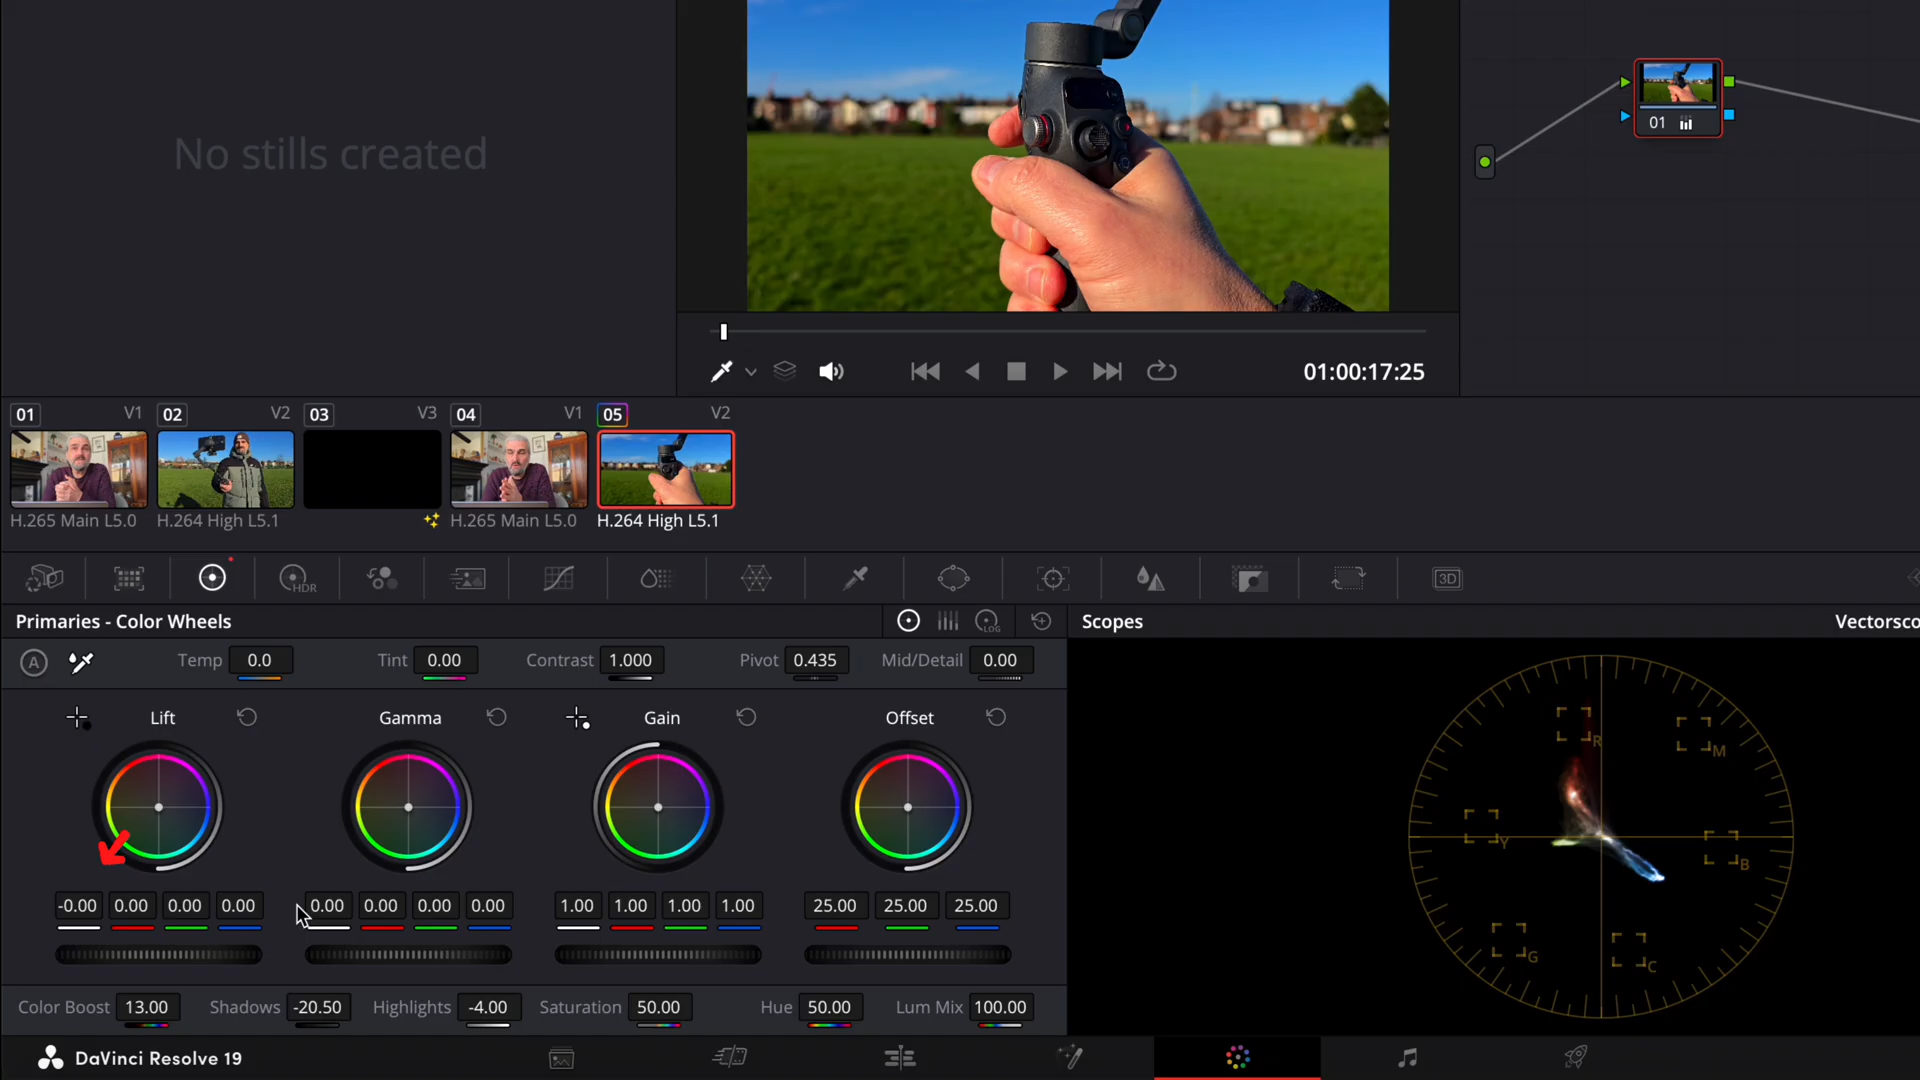 No stills created
01
01:00:17:25
01 V1 02 V2 03 V3 04 V1 05 V2
H.265 Main L5.0 H.264 High L5.1 H.265 Main L5.0 H.264 High L5.1
HDR
3D
Primaries - Color Wheels
LOG
Scopes
Vectorsco
A Temp 0.0 Tint 0.00 Contrast 1.000 Pivot 0.435 Mid/Detail 0.00
Lift Gamma Gain Offset
R
M
Y
B
G
C
-0.00 0.00 0.00 0.00 0.00 0.00 0.00 0.00 1.00 1.00 1.00 1.00 25.00 25.00 25.00
Color Boost 13.00 Shadows -20.50 Highlights -4.00 Saturation 50.00 Hue 50.00 Lum Mix 100.00
DaVinci Resolve 19